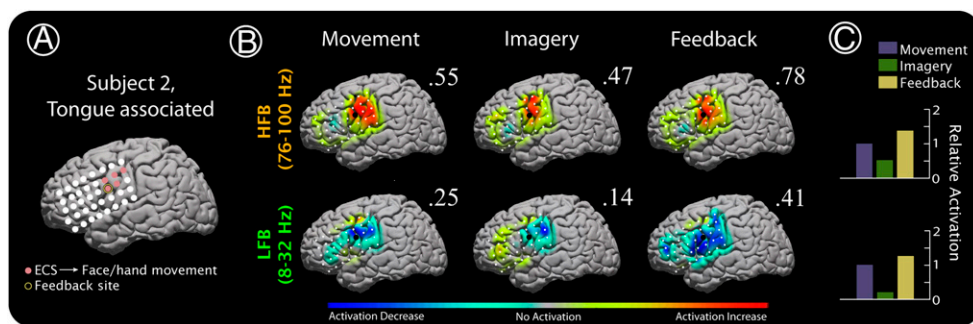 A
Subject 2,
Tongue associated
ECS → Face/hand movement
Feedback site
B
Movement
Imagery
Feedback
HFB
(76-100 Hz)
.55
.47
.78
LFB
(8-32 Hz)
.25
.14
.41
Activation Decrease
No Activation
Activation Increase
C
Movement
Imagery
Feedback
2
1
0
2
1
0
Relative Activation